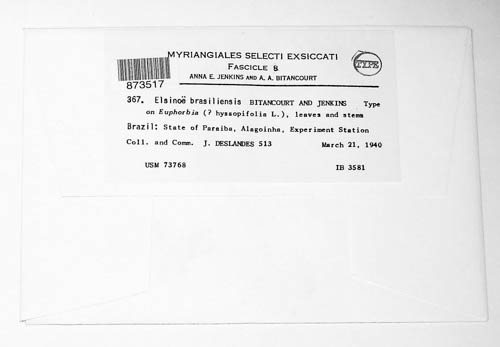 MYRIANGIALES SELECTI EXSICCATI
FASCICLE 8
ANNA E. JENKINS AND A. A. BITANCOURT
TYPE
873517
367. Elsinoë brasiliensis BITANCOURT AND JENKINS Type
on Euphorbia (? hyssopifolia L.), leaves and stems
Brazil: State of Paraiba, Alagoinha, Experiment Station
Coll. and Comm. J. DESLANDES 513 March 21, 1940
USM 73768 IB 3581